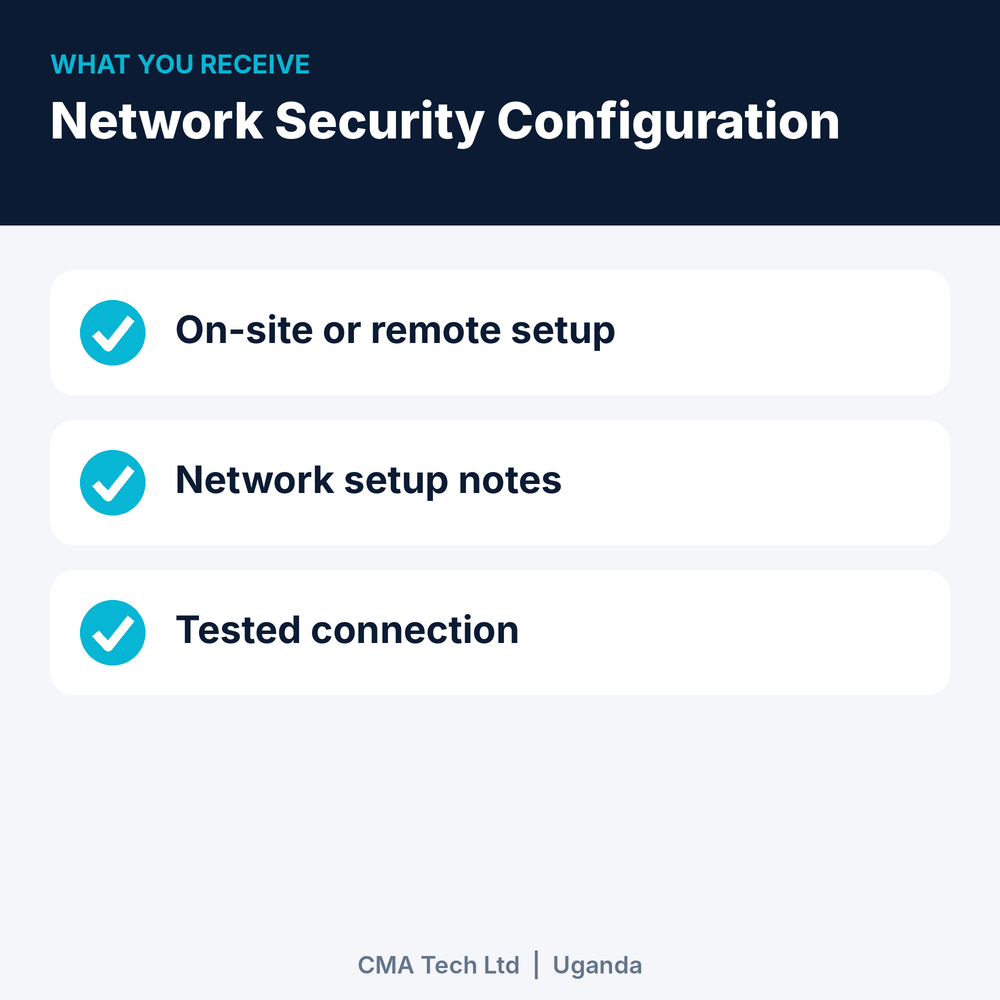 WHAT YOU RECEIVE
Network Security Configuration
On-site or remote setup
Network setup notes
Tested connection
CMA Tech Ltd | Uganda